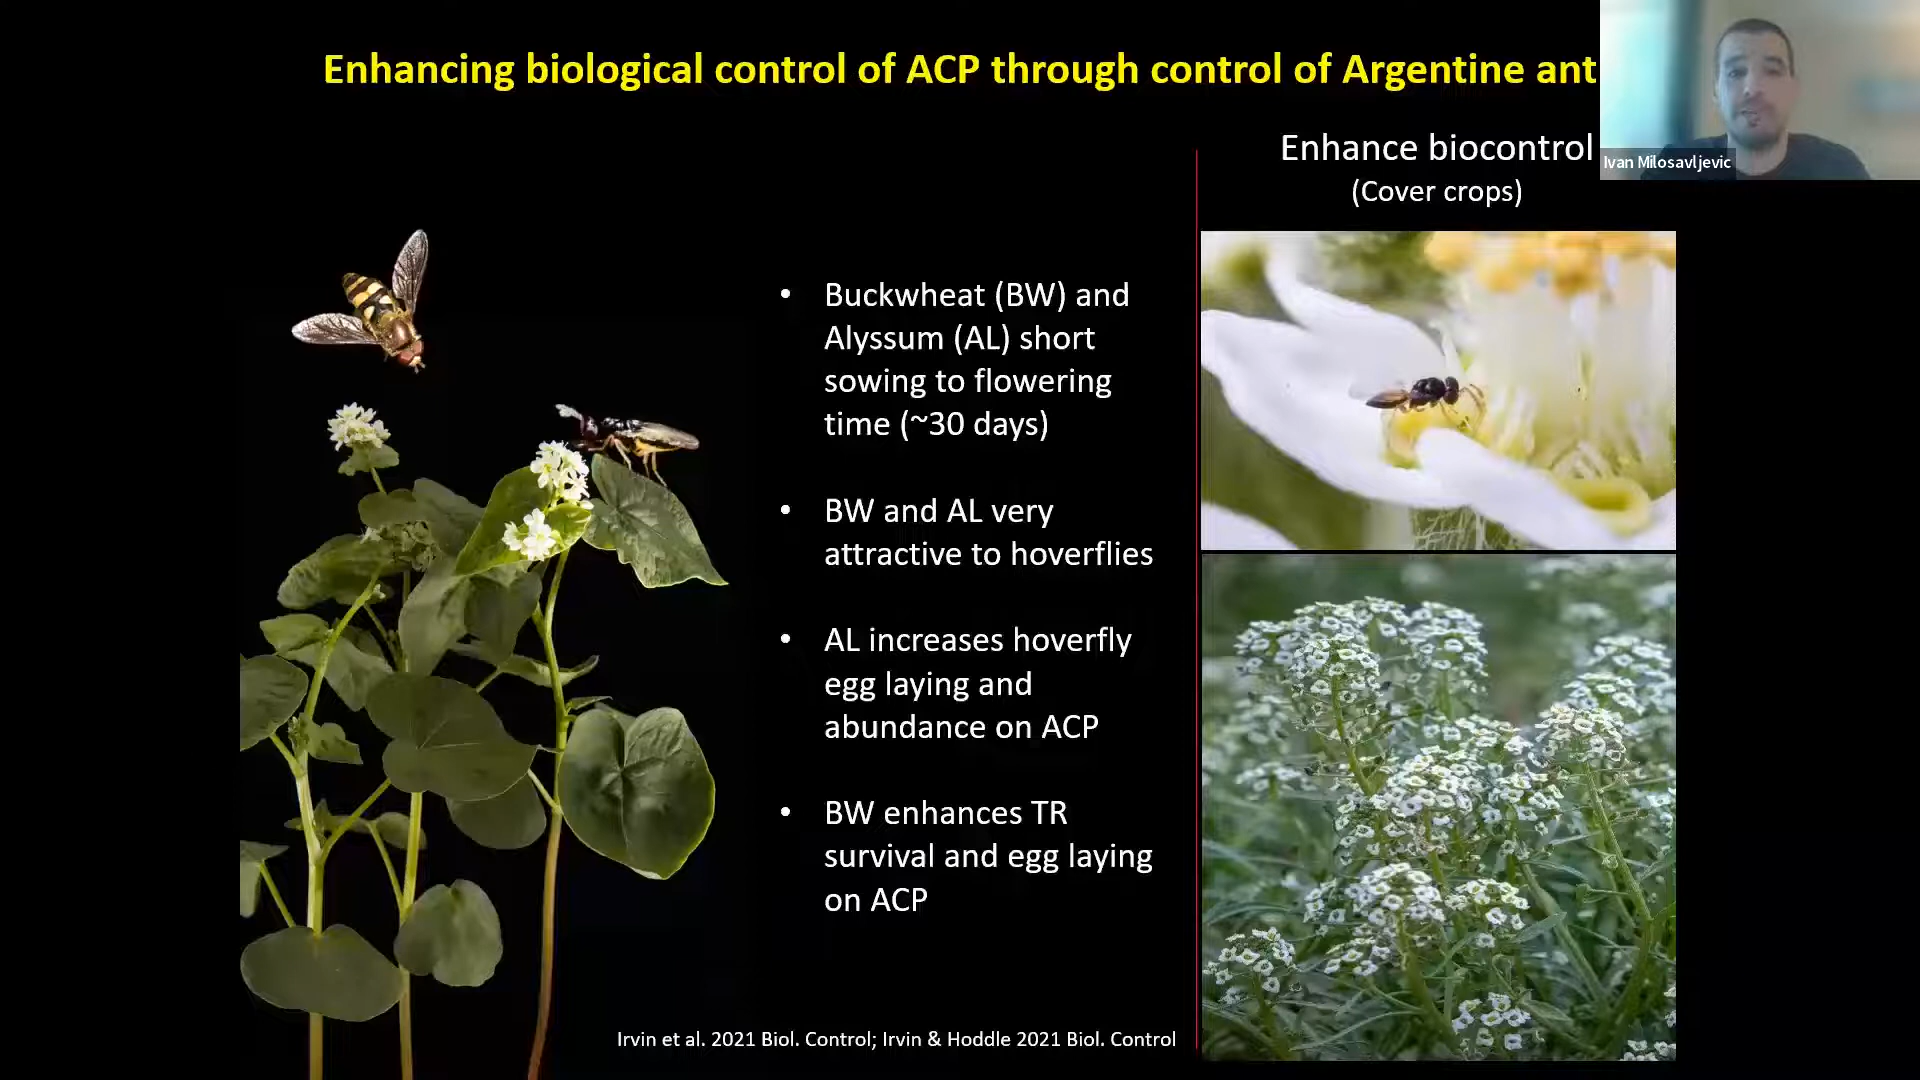 Enhancing biological control of ACP through control of Argentine ant
Enhance biocontrol
(Cover crops)
Ivan Milosavljevic
• Buckwheat (BW) and
Alyssum (AL) short
sowing to flowering
time (~30 days)
• BW and AL very
attractive to hoverflies
• AL increases hoverfly
egg laying and
abundance on ACP
• BW enhances TR
survival and egg laying
on ACP
Irvin et al. 2021 Biol. Control; Irvin & Hoddle 2021 Biol. Control